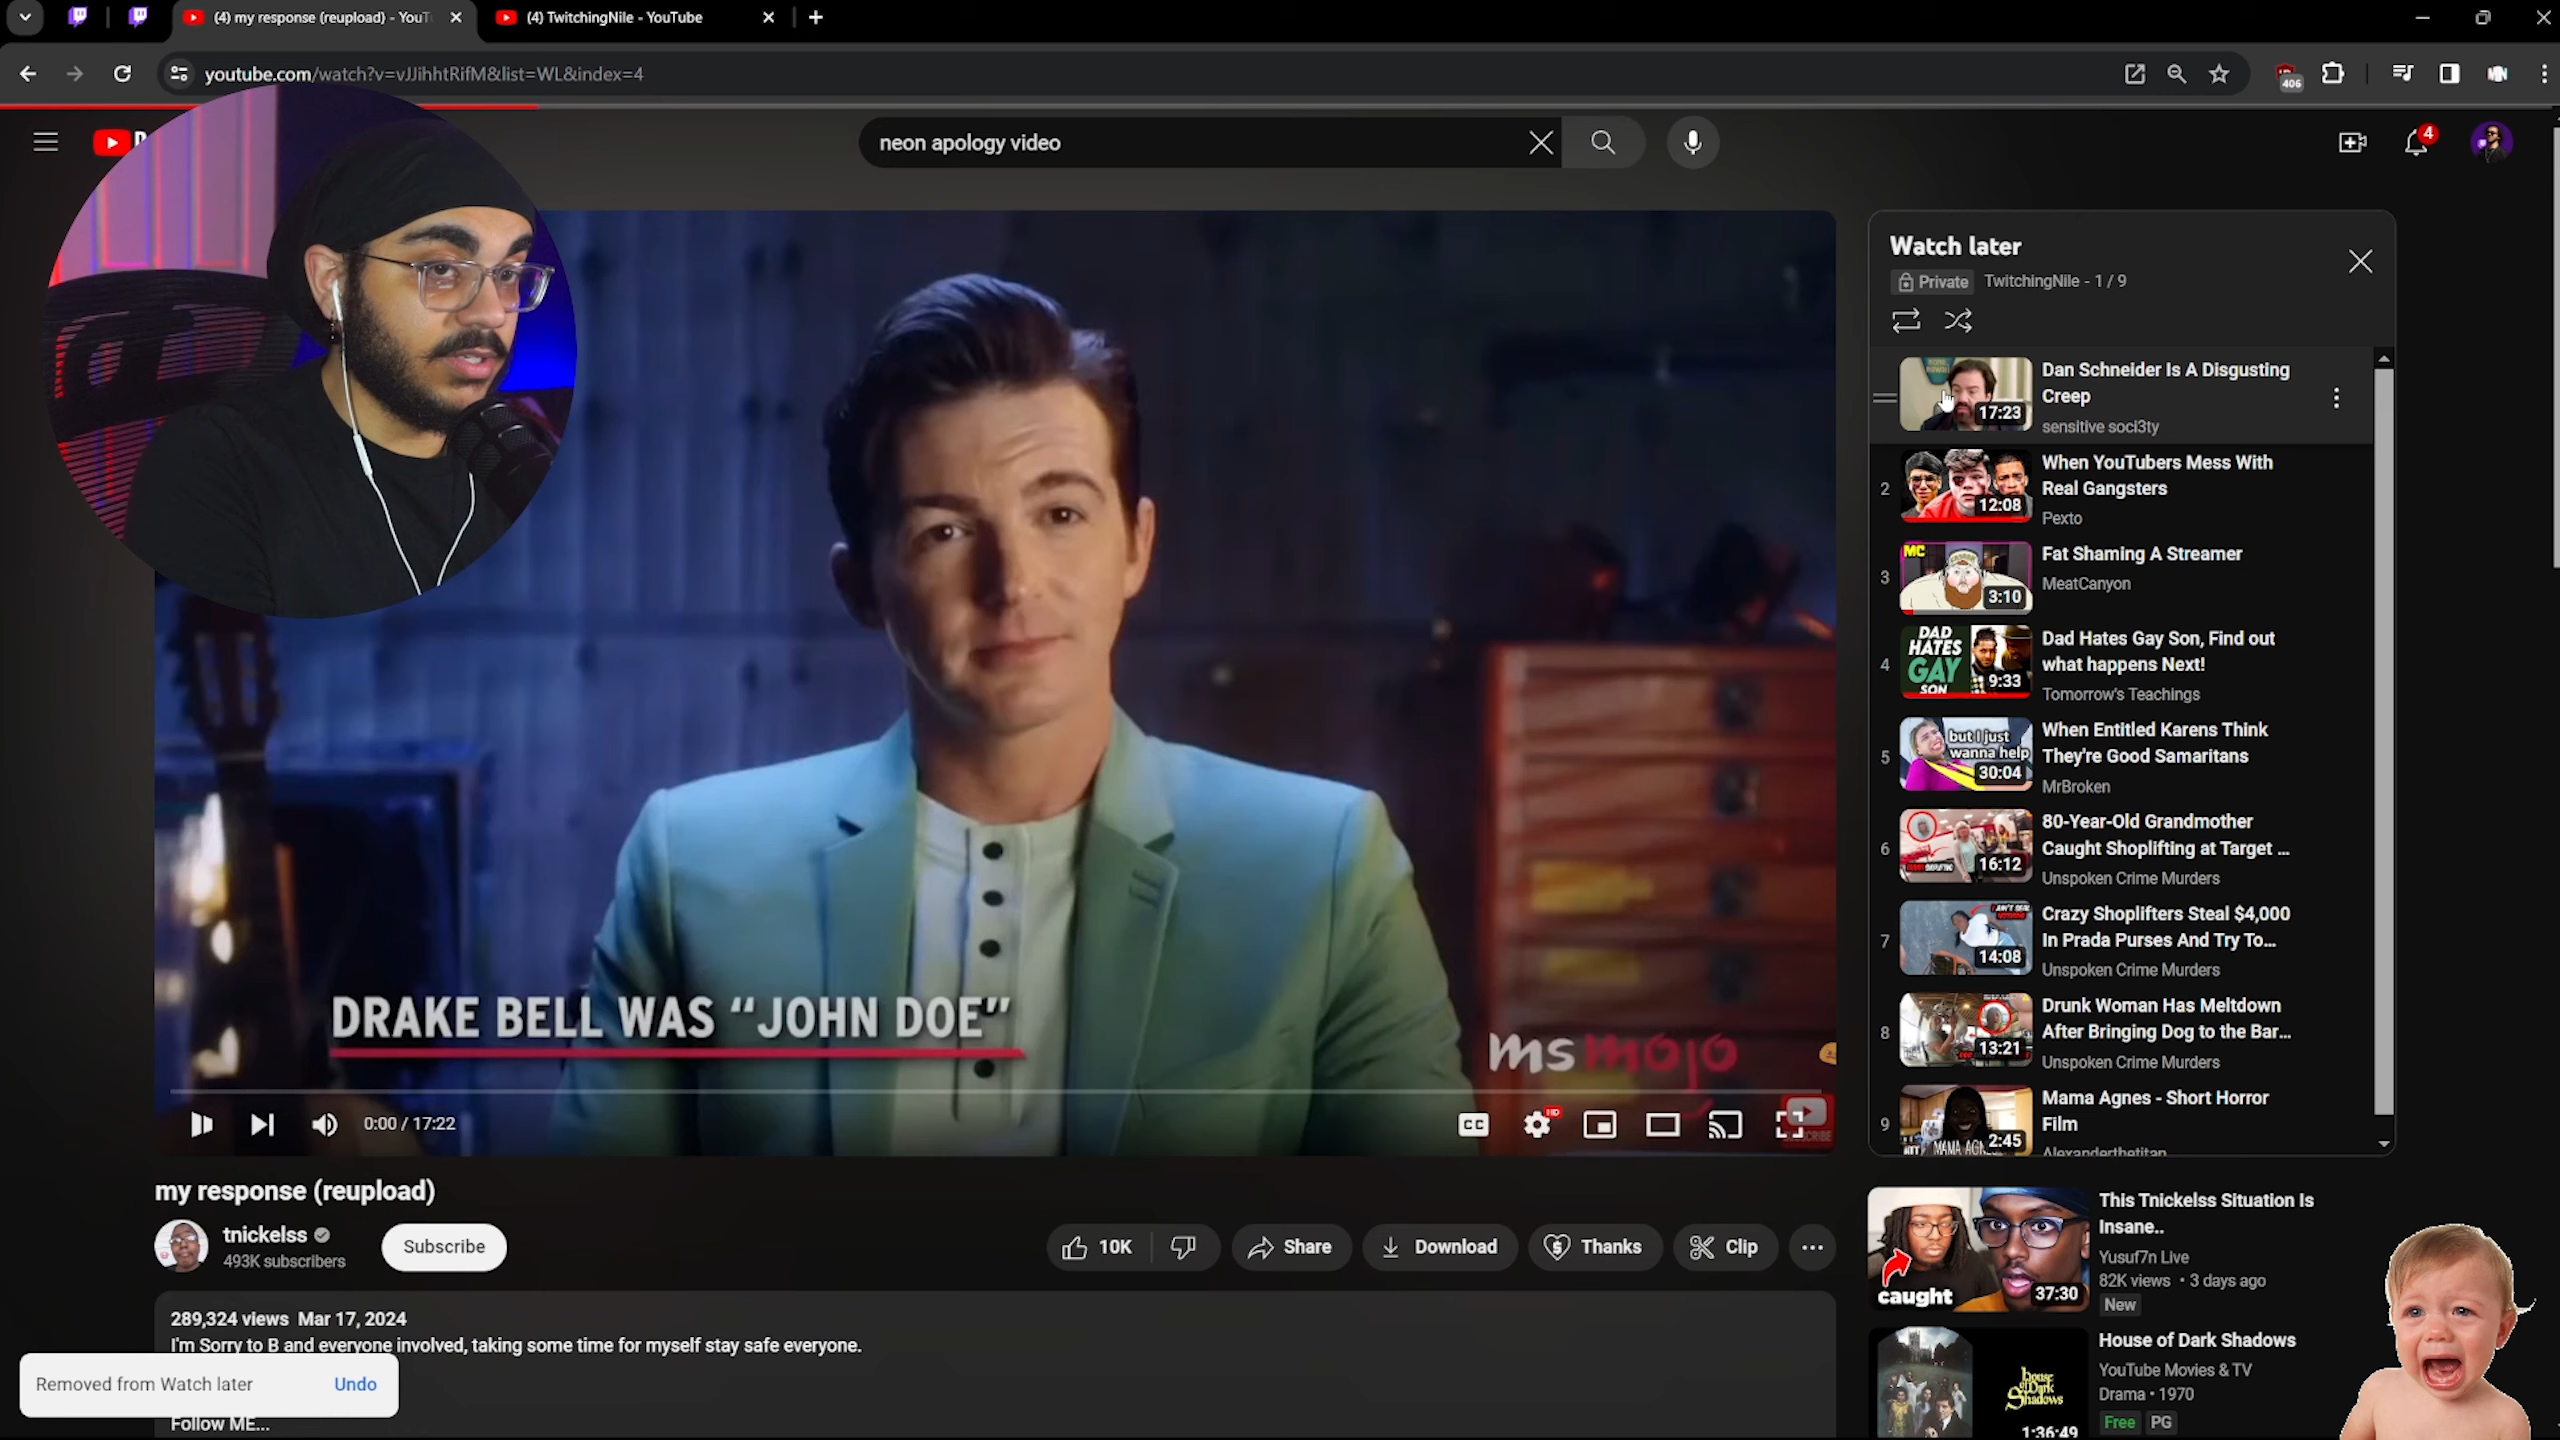 (4) my response (reupload) - YouT
(4) TwitchingNile - YouTube
youtube.com/watch?v=vJJihhtRifM&list=WL&index=4
406
neon apology video
4
Watch later
Private
TwitchingNile - 1 / 9
Dan Schneider Is A Disgusting
Creep
sensitive soci3ty
17:23
2
When YouTubers Mess With
Real Gangsters
Pexto
12:08
3
MC
Fat Shaming A Streamer
MeatCanyon
3:10
4
DAD
HATES
GAY
SON
9:33
Dad Hates Gay Son, Find out
what happens Next!
Tomorrow's Teachings
5
but I just
wanna help
30:04
When Entitled Karens Think
They're Good Samaritans
MrBroken
6
16:12
80-Year-Old Grandmother
Caught Shoplifting at Target ...
Unspoken Crime Murders
7
14:08
Crazy Shoplifters Steal $4,000
In Prada Purses And Try To...
Unspoken Crime Murders
8
13:21
Drunk Woman Has Meltdown
After Bringing Dog to the Bar...
Unspoken Crime Murders
9
2:45
Mama Agnes - Short Horror
Film
Alexanderthetitan
DRAKE BELL WAS “JOHN DOE”
msmojo
0:00 / 17:22
CC
HD
my response (reupload)
tnickelss
493K subscribers
Subscribe
10K
Share
Download
Thanks
Clip
289,324 views Mar 17, 2024
I'm Sorry to B and everyone involved, taking some time for myself stay safe everyone.
Removed from Watch later
Undo
Follow ME...
caught
37:30
This Tnickelss Situation Is
Insane..
Yusuf7n Live
82K views • 3 days ago
New
House of Dark Shadows
1:36:49
House of Dark Shadows
YouTube Movies & TV
Drama • 1970
Free
PG